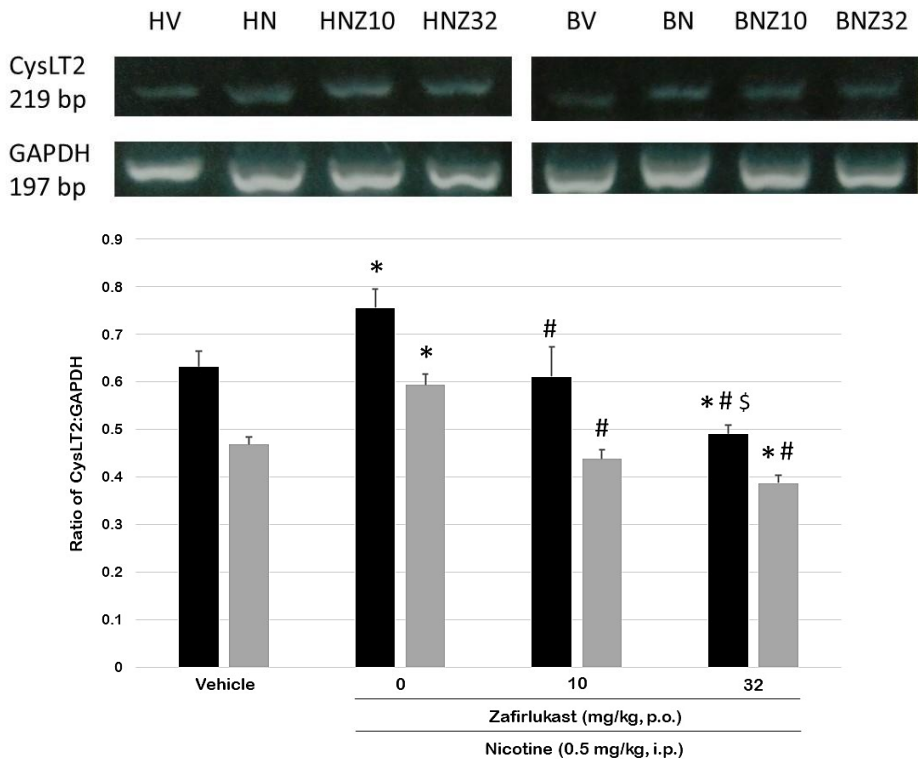 HV HN HNZ10 HNZ32 BV BN BNZ10 BNZ32
CysLT2
219 bp
GAPDH
197 bp
Ratio of CysLT2:GAPDH
0.9
0.8
0.7
0.6
0.5
0.4
0.3
0.2
0.1
0
*
*
#
#
* # $
* #
Vehicle 0 10 32
Zafirlukast (mg/kg, p.o.)
Nicotine (0.5 mg/kg, i.p.)